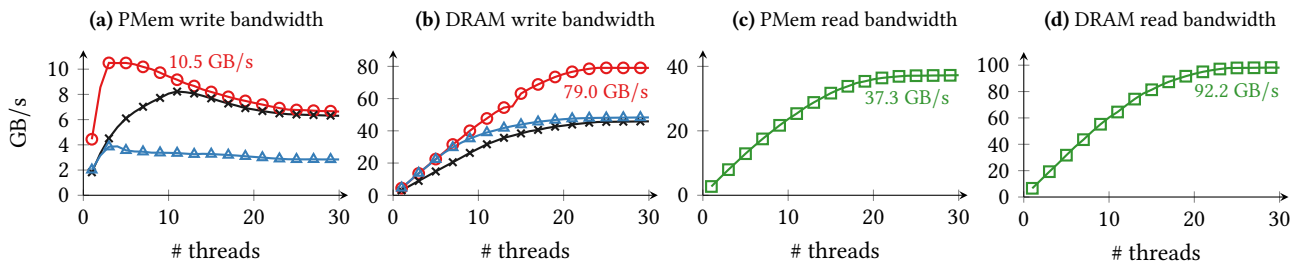 (a) PMem write bandwidth
GB/s
10
8
6
4
2
0
10.5 GB/s
0 10 20 30
# threads
(b) DRAM write bandwidth
80
60
40
20
0
79.0 GB/s
0 10 20 30
# threads
(c) PMem read bandwidth
40
20
0
37.3 GB/s
0 10 20 30
# threads
(d) DRAM read bandwidth
100
80
60
40
20
0
92.2 GB/s
0 10 20 30
# threads